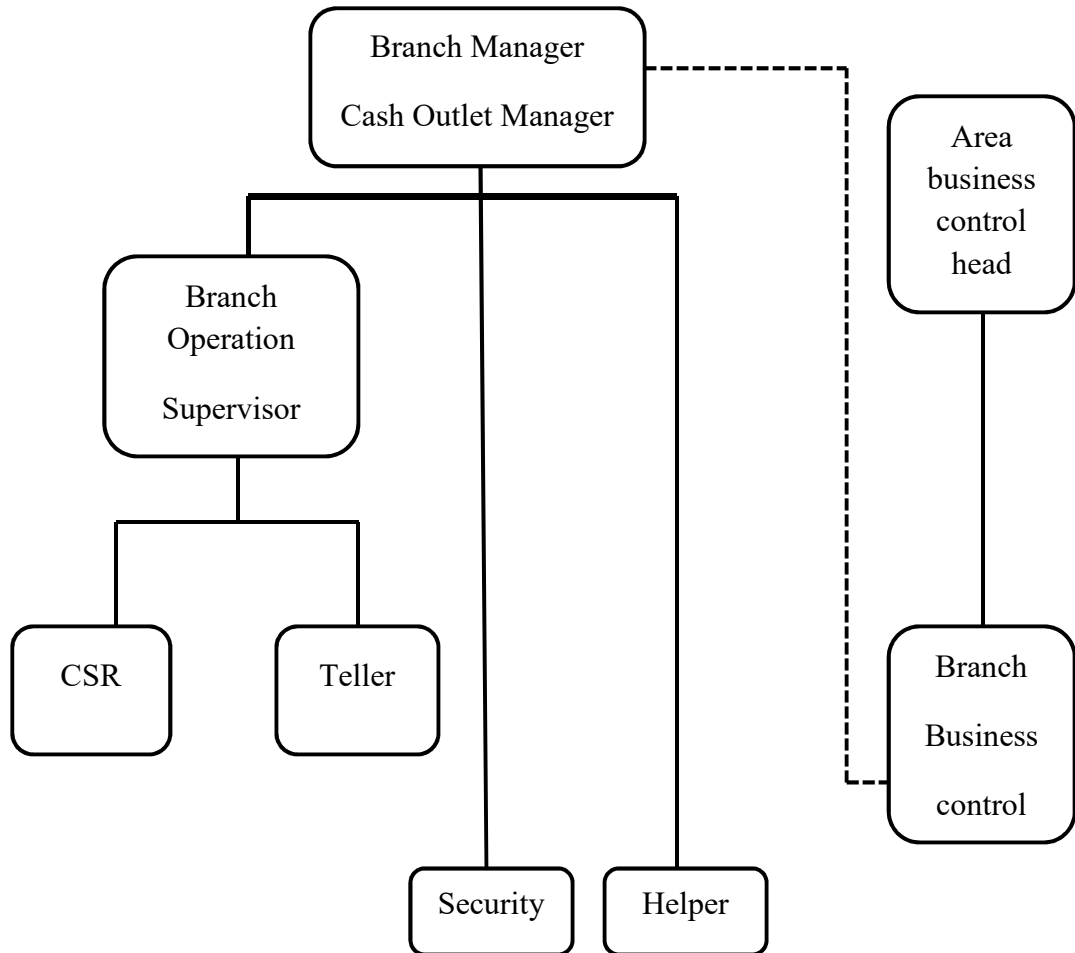 Branch Manager
Cash Outlet Manager
Area
business
control
head
Branch
Operation
Supervisor
CSR
Teller
Branch
Business
control
Security
Helper